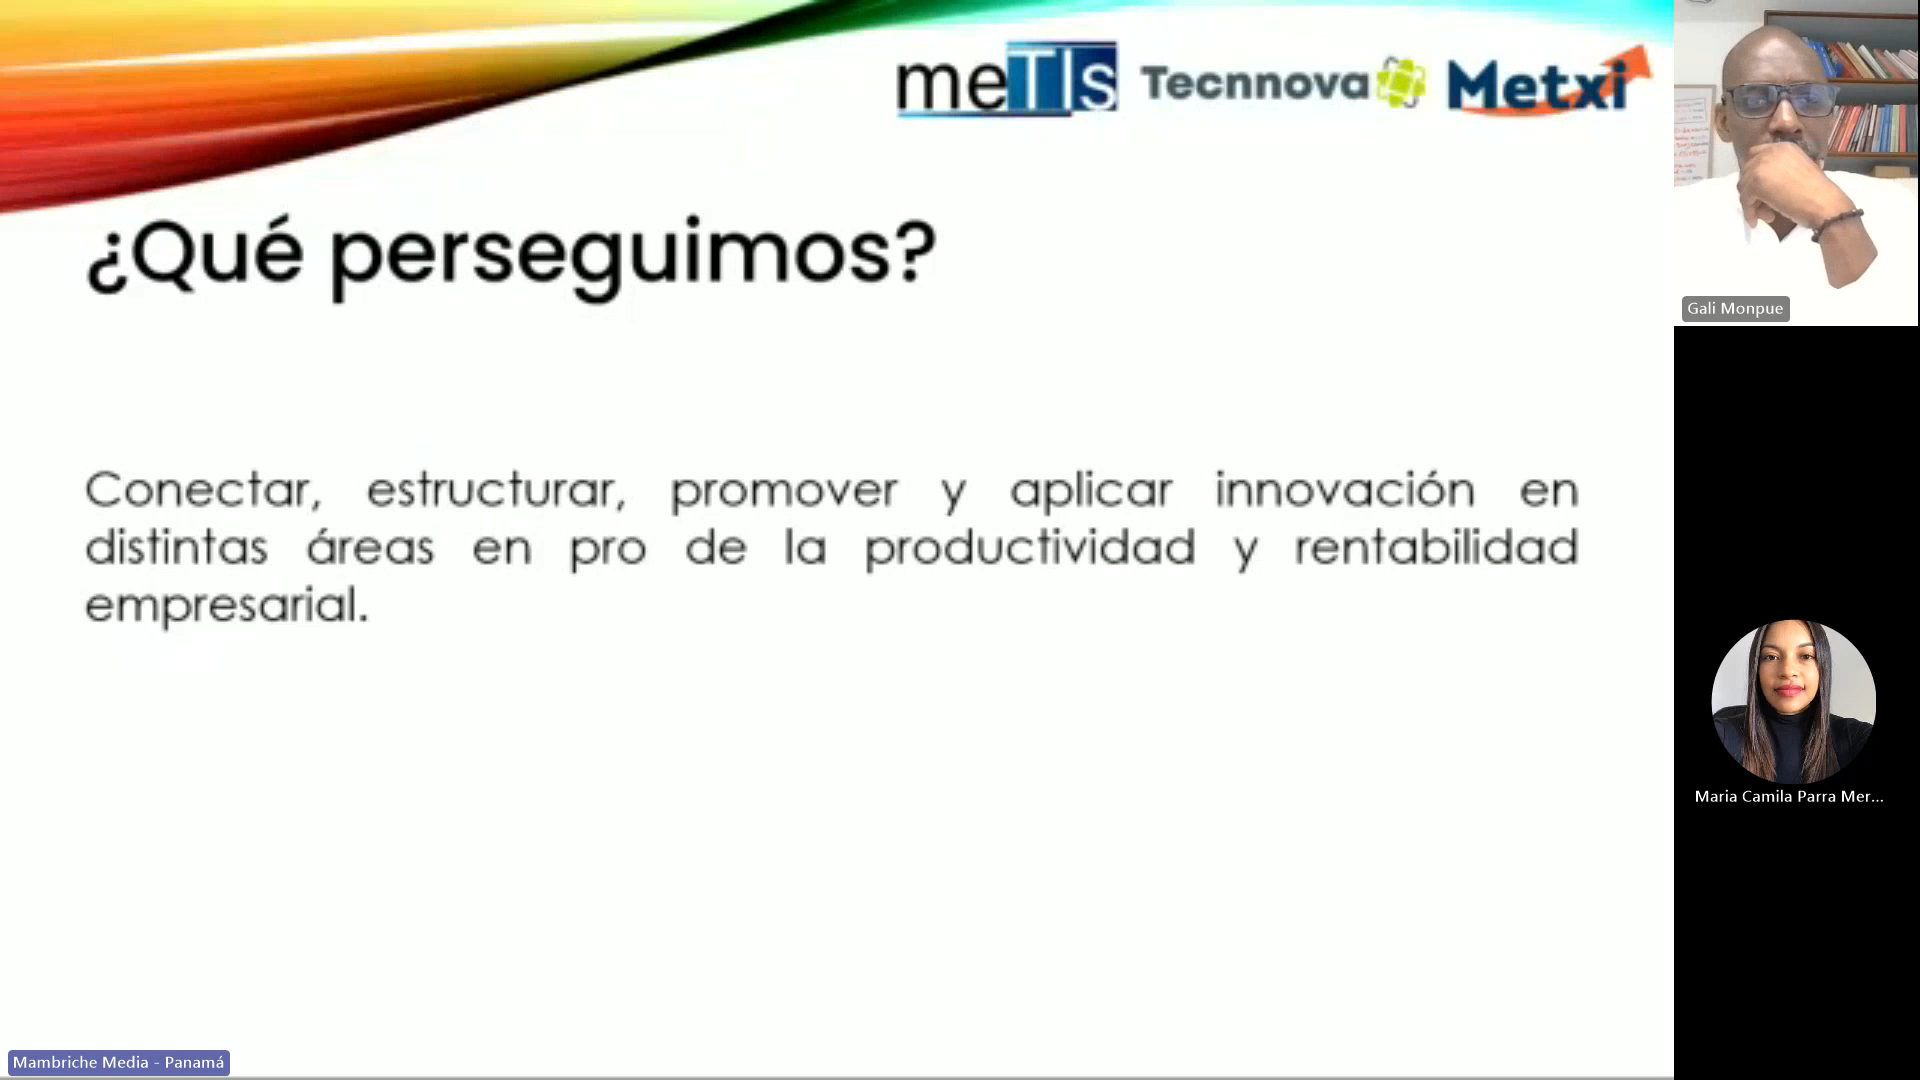 meTIs Tecnnova Metxi
¿Qué perseguimos?
Conectar, estructurar, promover y aplicar innovación en
distintas áreas en pro de la productividad y rentabilidad
empresarial.
Gali Monpue
Maria Camila Parra Mer...
Mambriche Media - Panamá